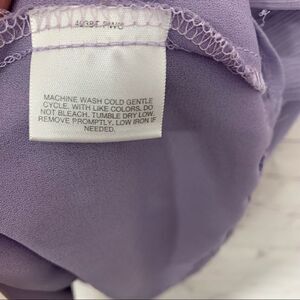 MACHINE WASH COLD GENTLE
CYCLE. WITH LIKE COLORS. DO
NOT BLEACH. TUMBLE DRY LOW.
REMOVE PROMPTLY. LOW IRON IF
NEEDED.